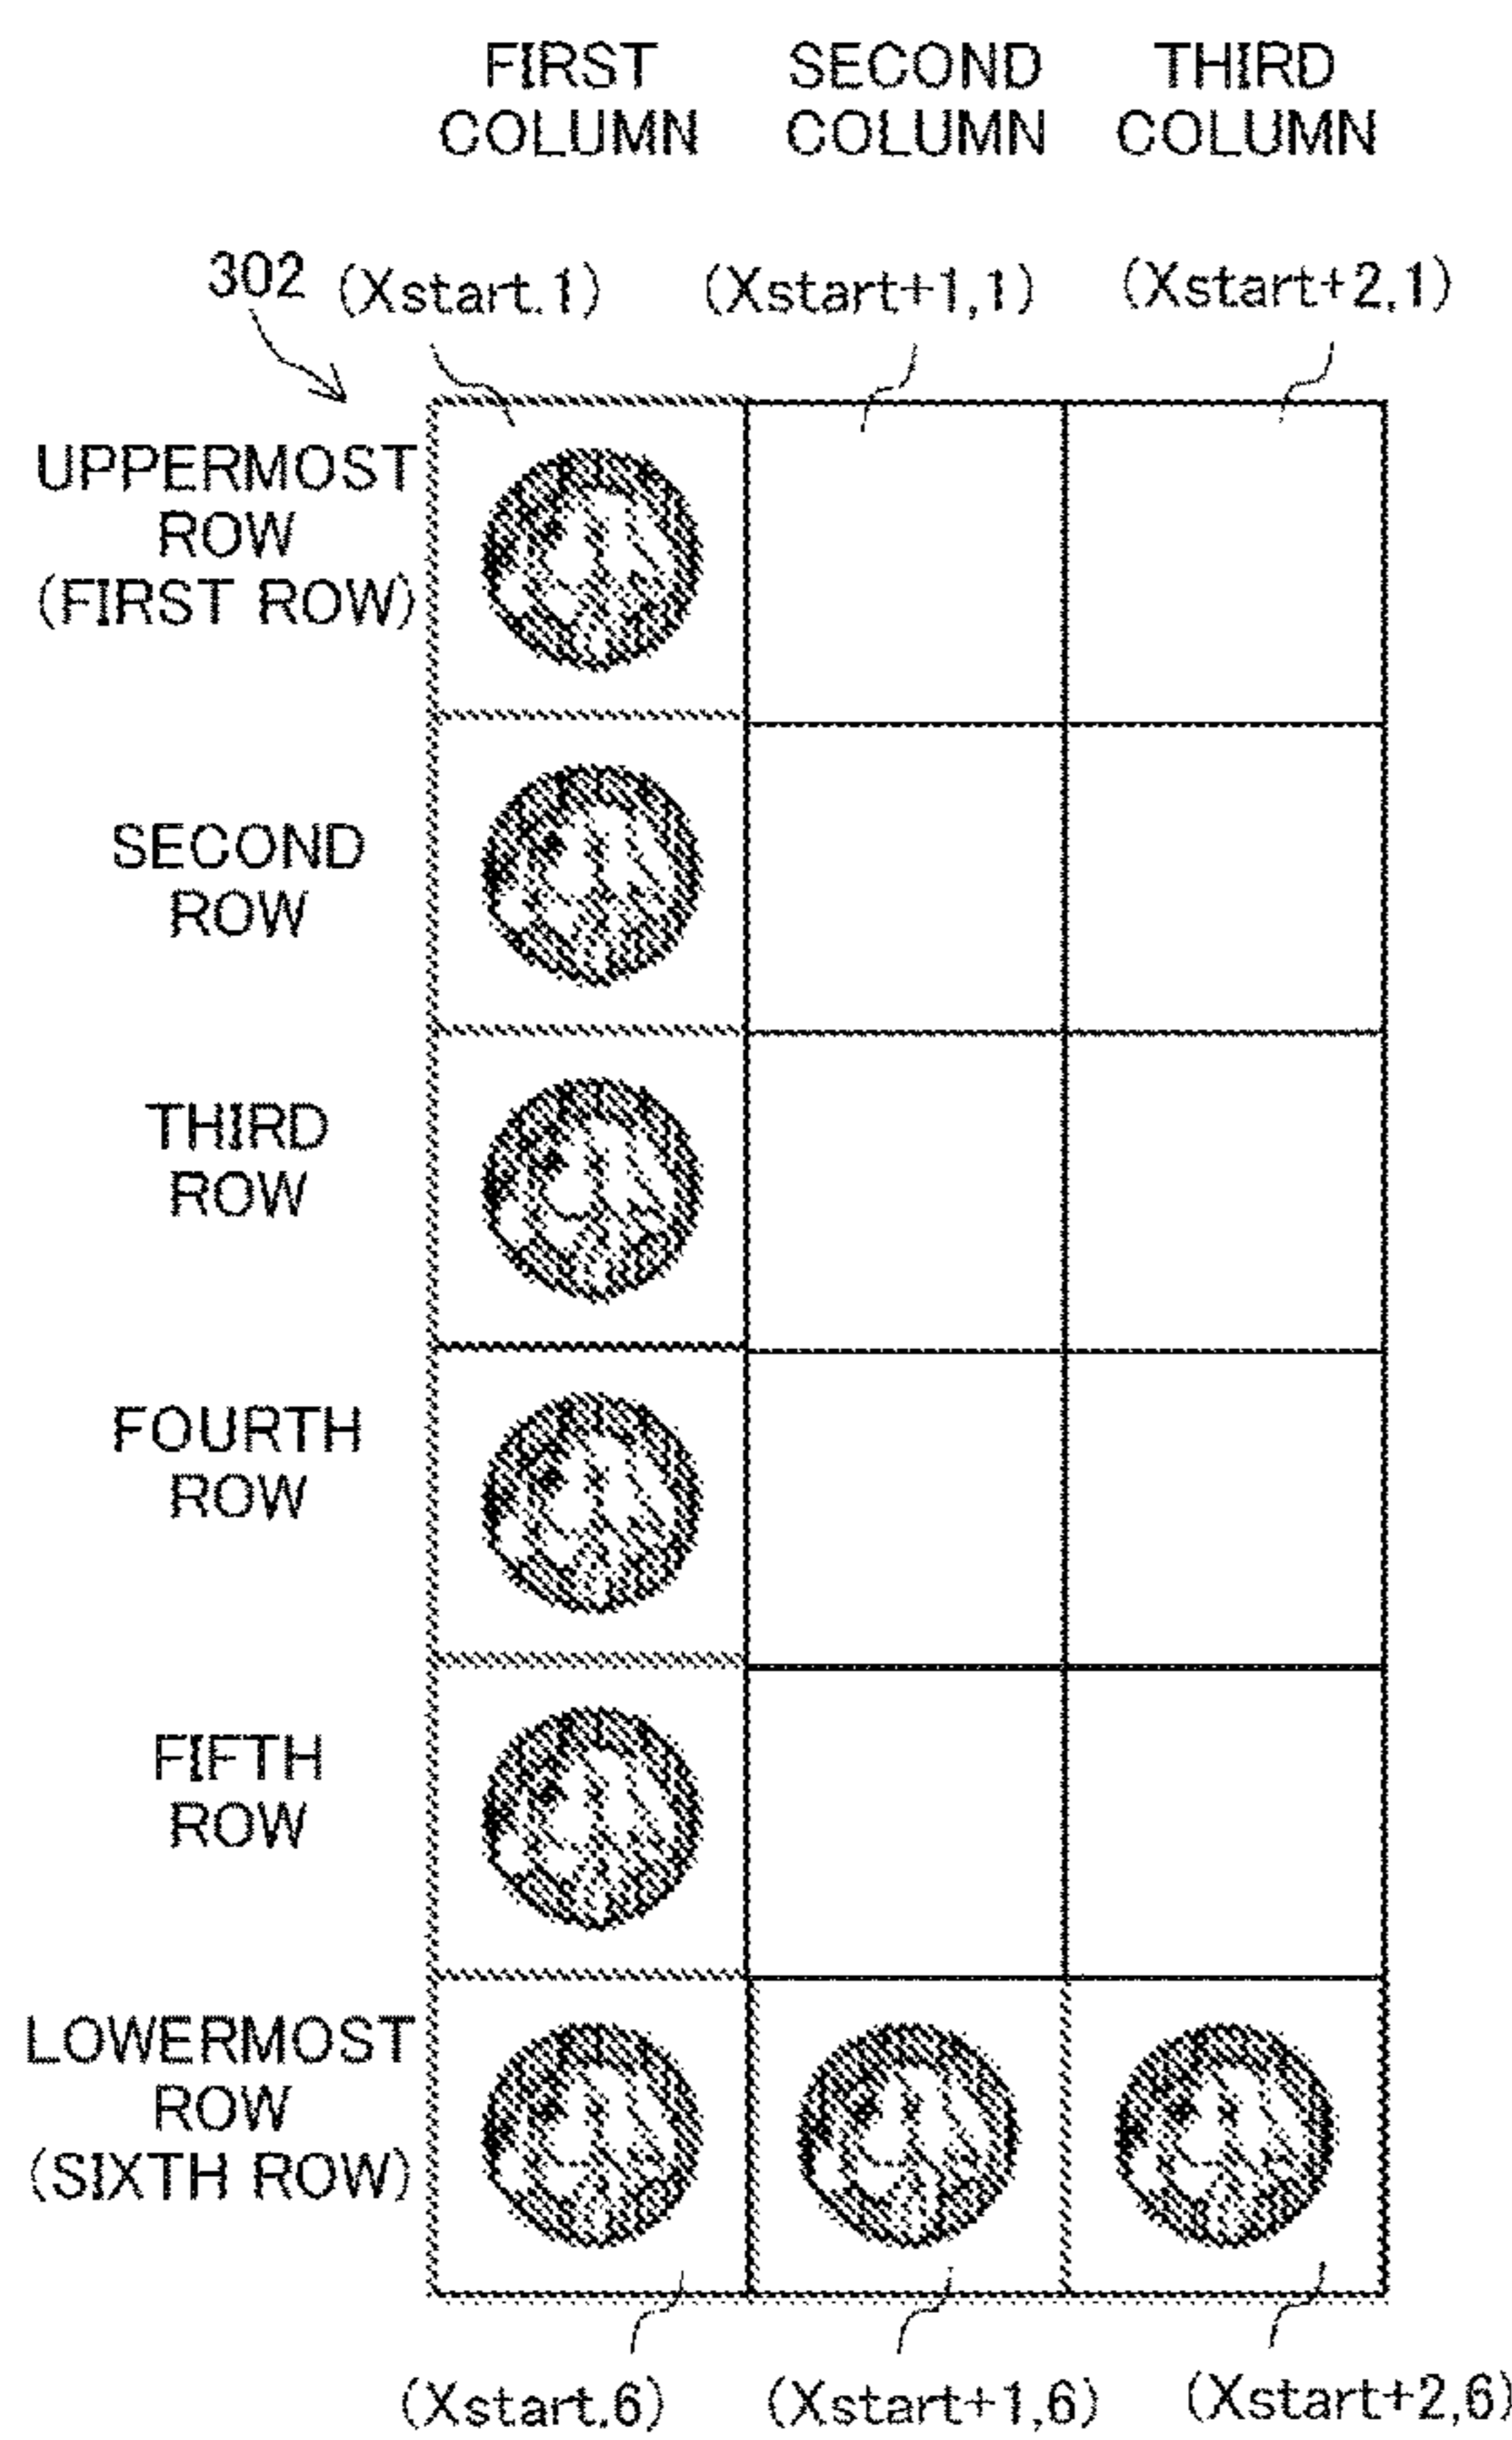 FIRST COLUMN
SECOND COLUMN
THIRD COLUMN
302
(Xstart.1)
(Xstart+1,1)
(Xstart+2,1)
UPPERMOST
ROW
(FIRST ROW)
SECOND
ROW
THIRD
ROW
FOURTH
ROW
FIFTH
ROW
LOWERMOST
ROW
(SIXTH ROW)
(Xstart.6)
(Xstart+1,6)
(Xstart+2,6)